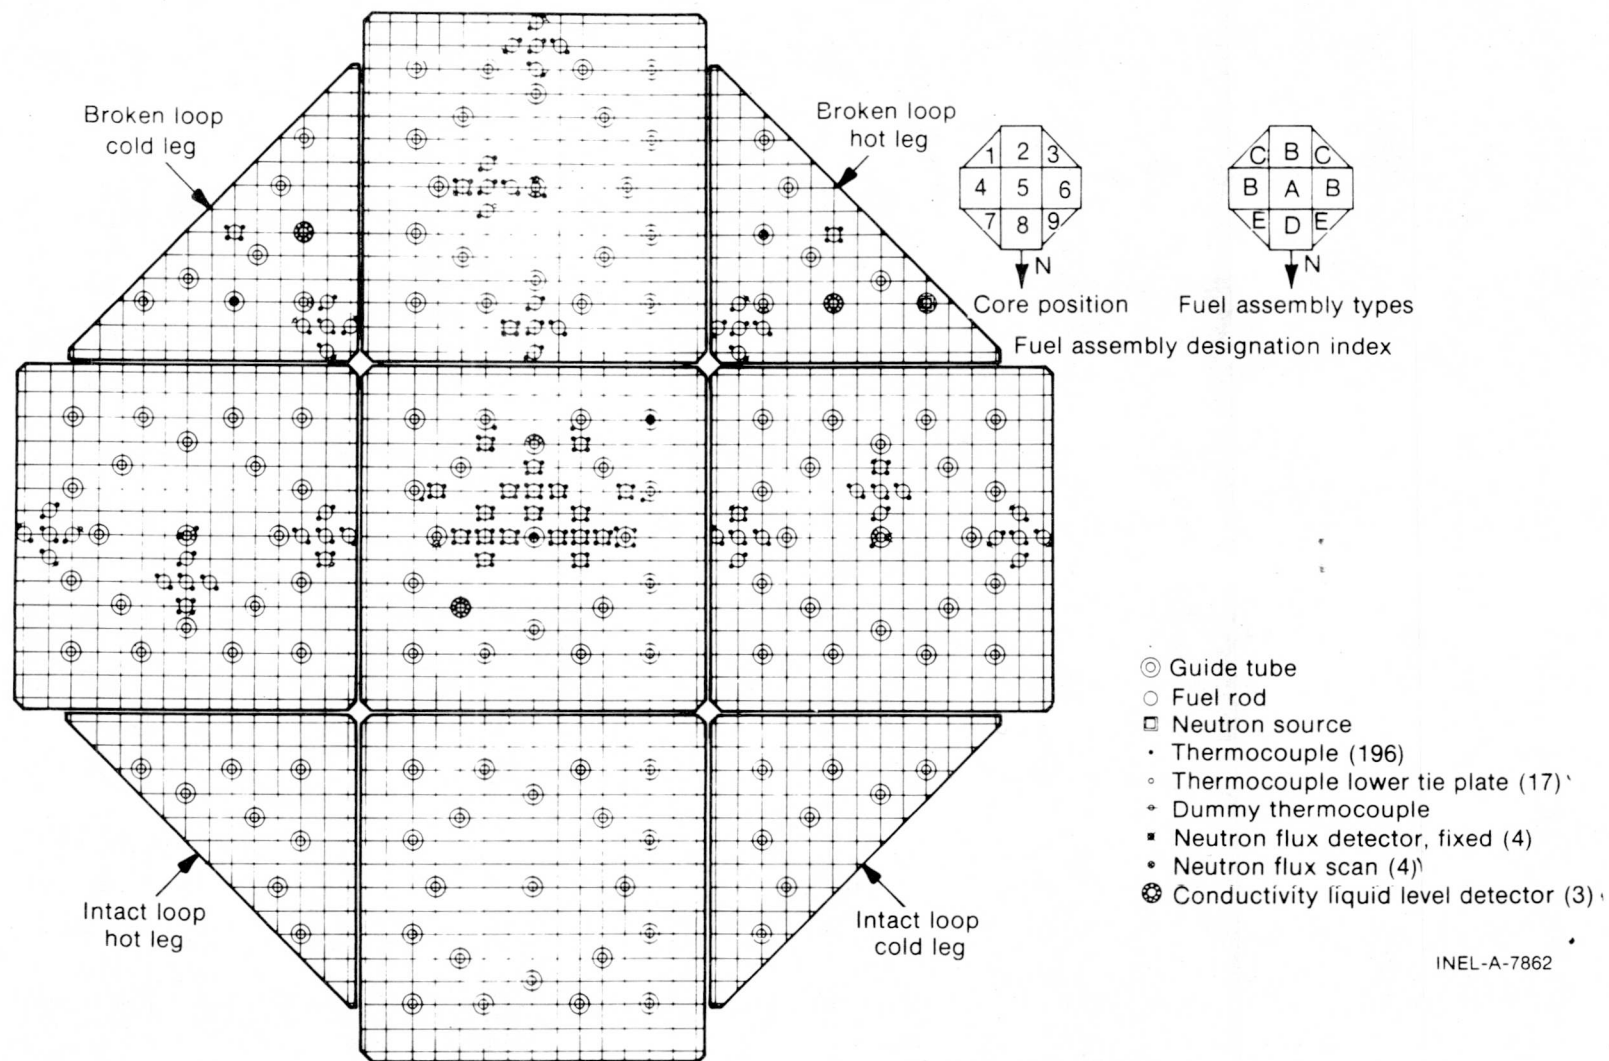 Broken loop
cold leg
Broken loop
hot leg
1 2 3
4 5 6
7 8 9
N
Core position
C B C
B A B
E D E
N
Fuel assembly types
Fuel assembly designation index
Guide tube
Fuel rod
Neutron source
Thermocouple (196)
Thermocouple lower tie plate (17)
Dummy thermocouple
Neutron flux detector, fixed (4)
Neutron flux scan (4)
Conductivity liquid level detector (3)
Intact loop
hot leg
Intact loop
cold leg
INEL-A-7862